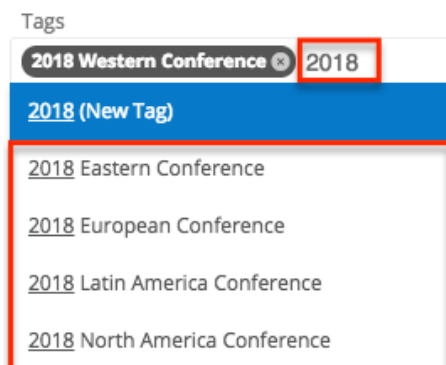 Tags
2018 Western Conference 2018
2018 (New Tag)
2018 Eastern Conference
2018 European Conference
2018 Latin America Conference
2018 North America Conference